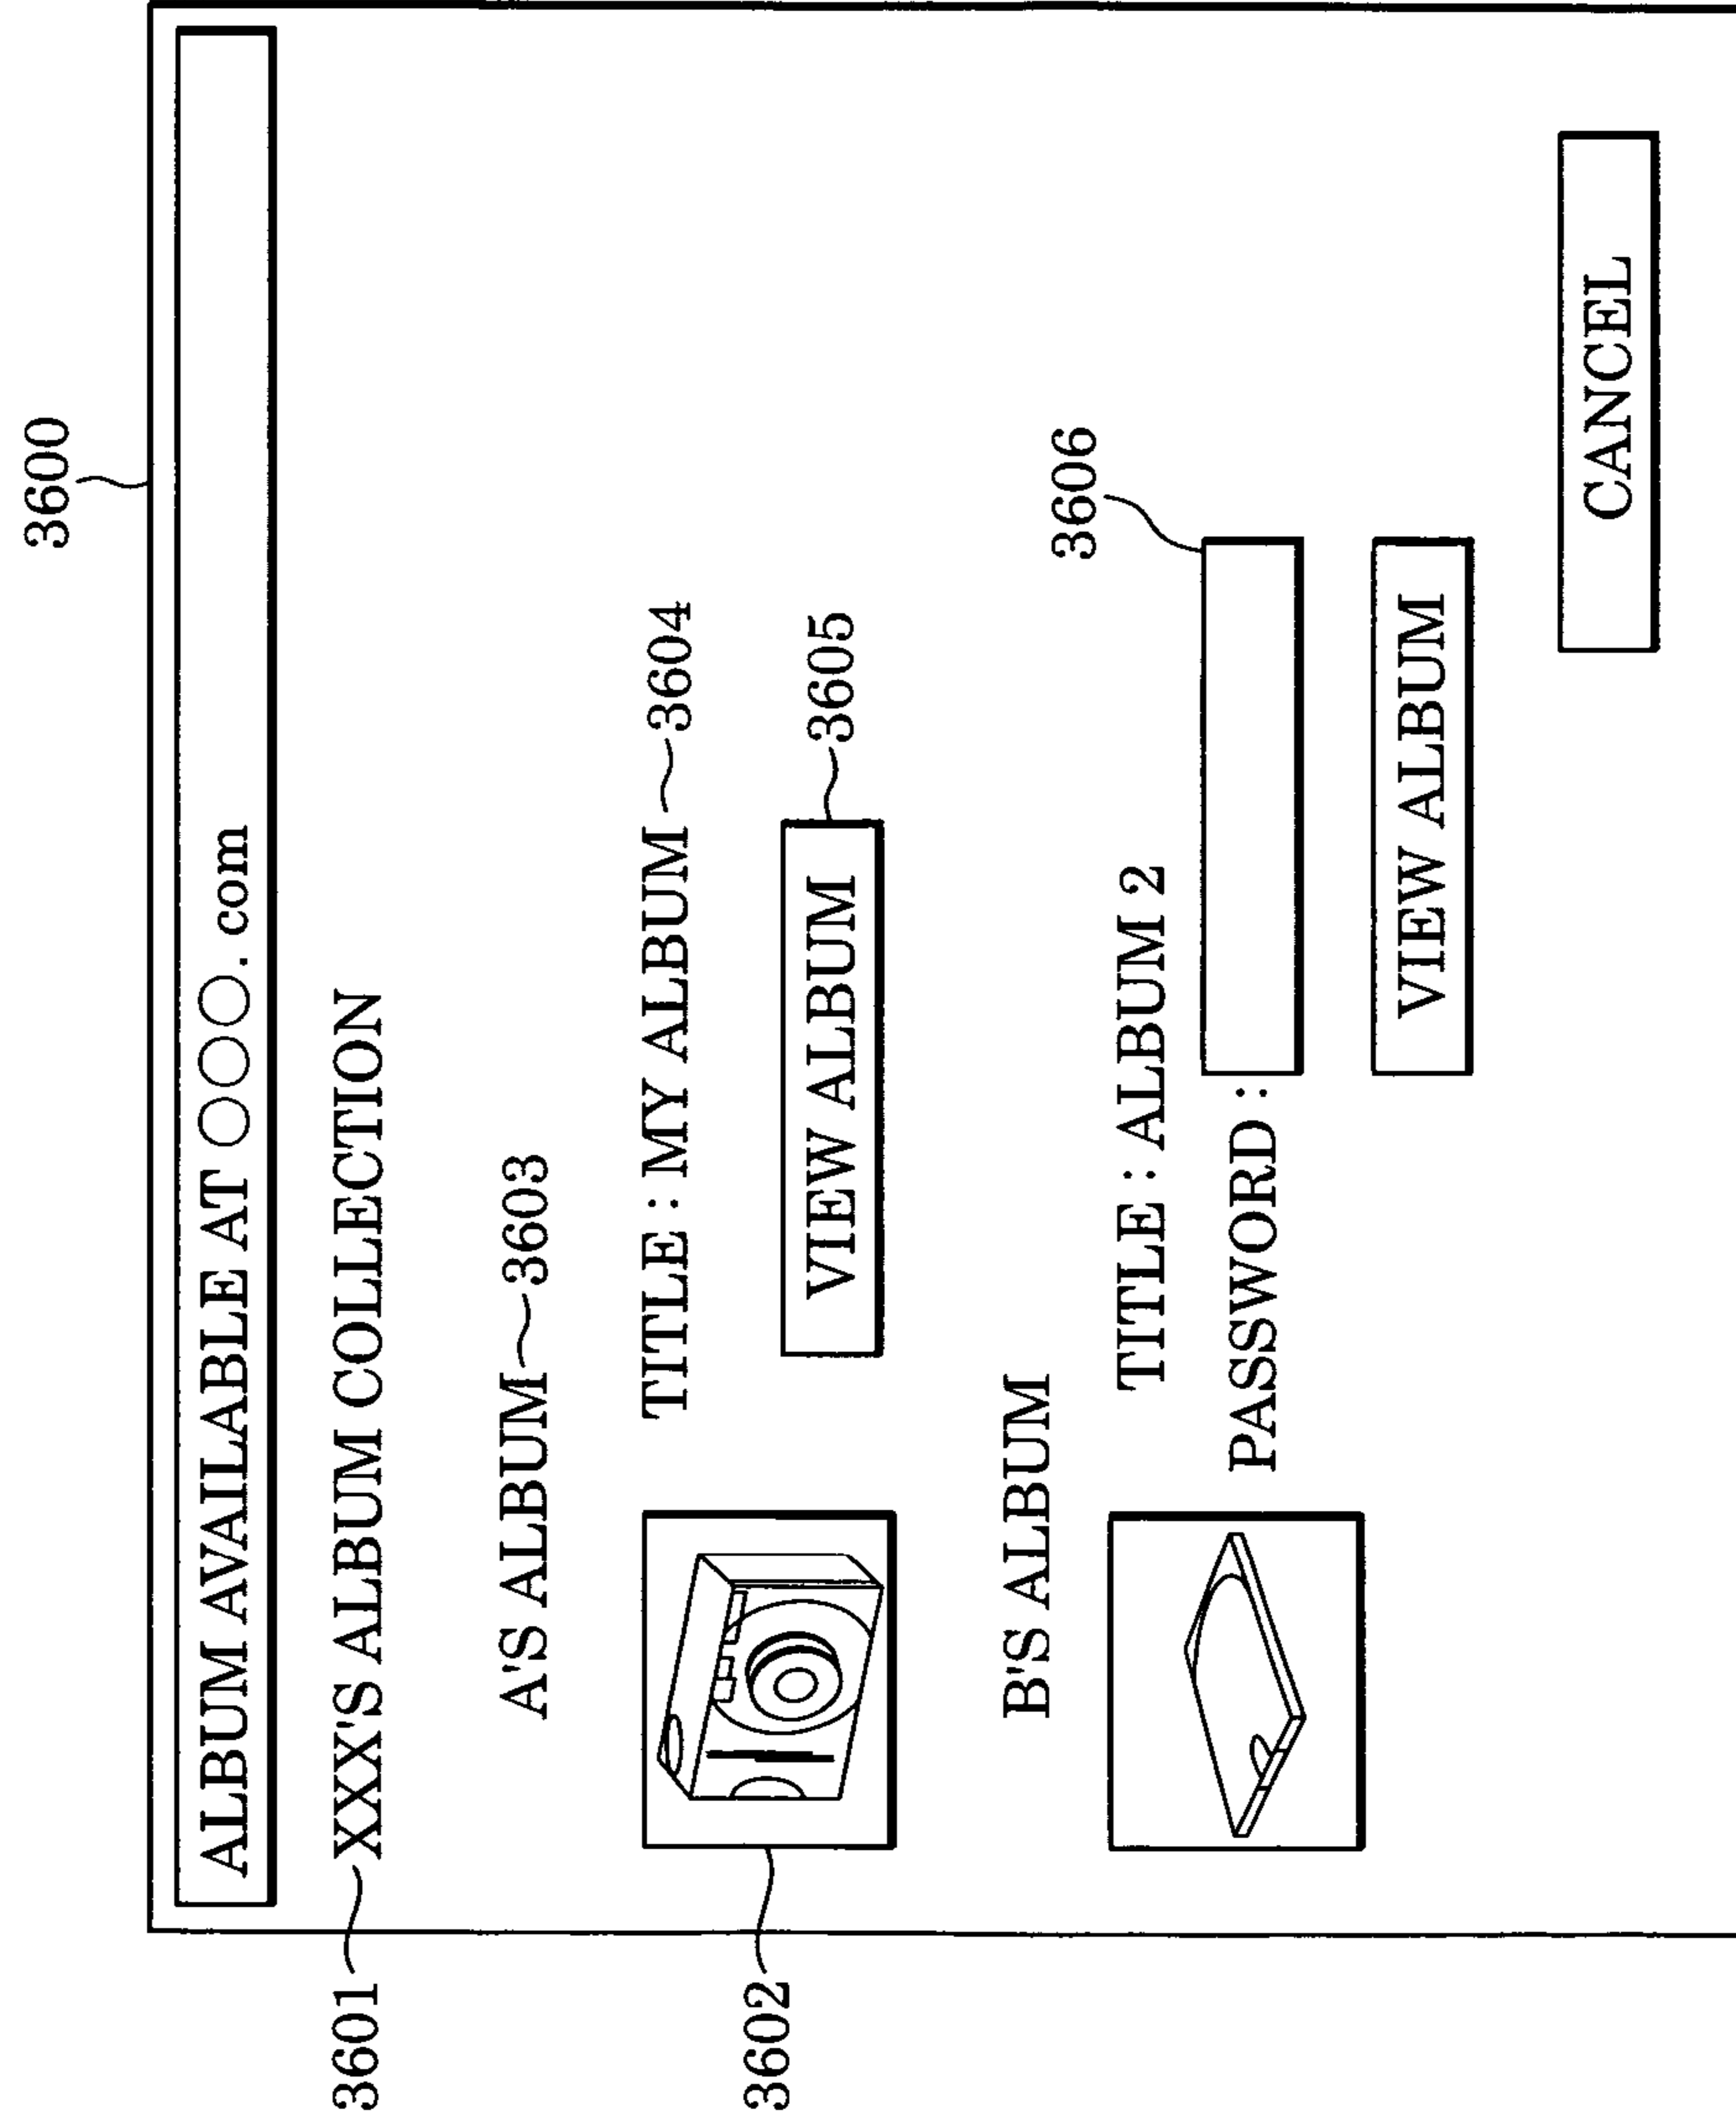 3600
ALBUM AVAILABLE AT ○○○. com
3601
XXX'S ALBUM COLLECTION
A'S ALBUM
3603
3602
TITLE : MY ALBUM
3604
VIEW ALBUM
3605
B'S ALBUM
TITLE : ALBUM 2
3606
PASSWORD :
VIEW ALBUM
CANCEL